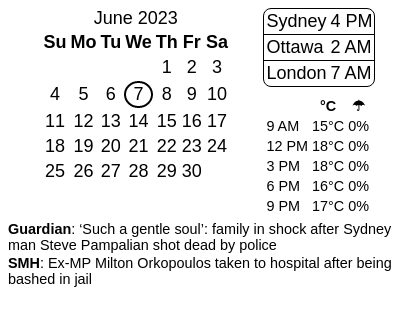 June 2023
Su Mo Tu We Th Fr Sa
1 2 3
4 5 6 7 8 9 10
11 12 13 14 15 16 17
18 19 20 21 22 23 24
25 26 27 28 29 30
Sydney 4 PM
Ottawa 2 AM
London 7 AM
°C ☂
9 AM 15°C 0%
12 PM 18°C 0%
3 PM 18°C 0%
6 PM 16°C 0%
9 PM 17°C 0%
Guardian: ‘Such a gentle soul’: family in shock after Sydney
man Steve Pampalian shot dead by police
SMH: Ex-MP Milton Orkopoulos taken to hospital after being
bashed in jail